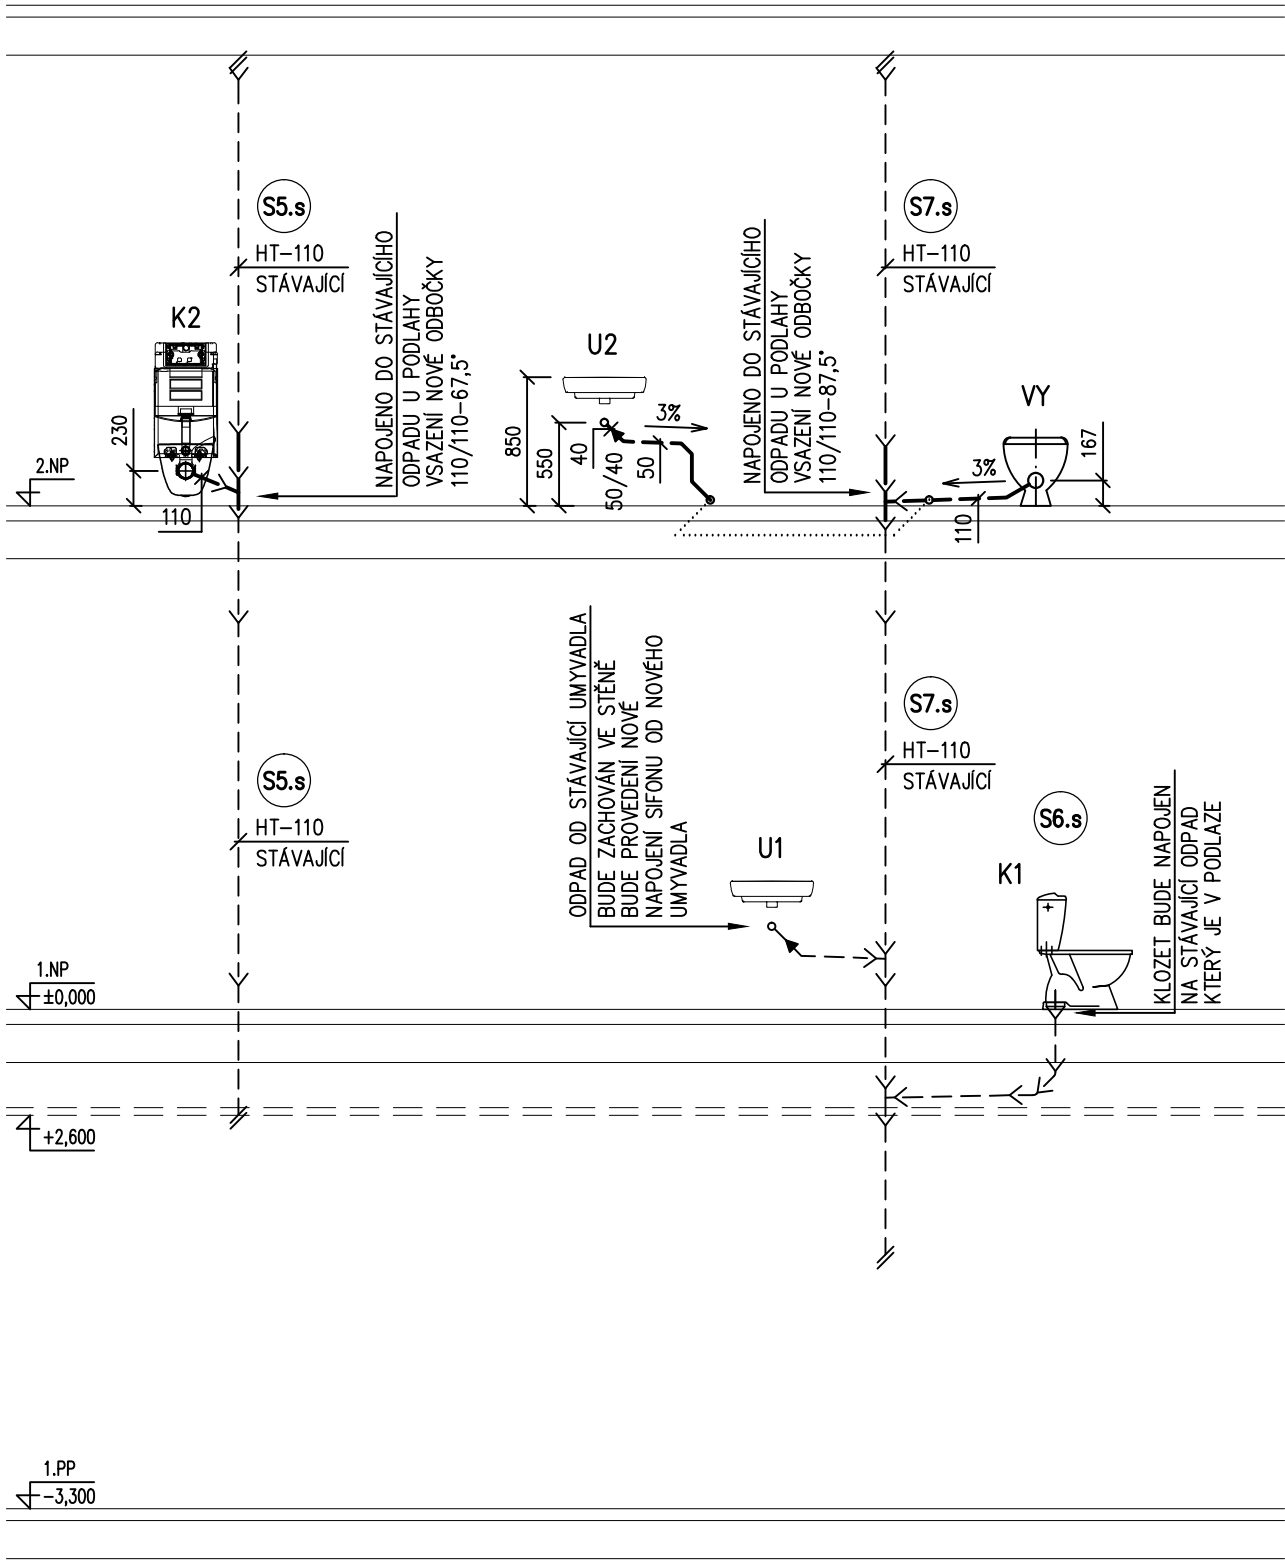 S5.s
HT-110
STÁVAJÍCÍ
K2
230
110
2.NP
NAPOJENO DO STÁVAJÍCÍHO
ODPADU U PODLAHY
VSAZENÍ NOVÉ ODBOČKY
110/110-67,5°
U2
850
550
40
50/40
50
3%
NAPOJENO DO STÁVAJÍCÍHO
ODPADU U PODLAHY
VSAZENÍ NOVÉ ODBOČKY
110/110-87,5°
S7.s
HT-110
STÁVAJÍCÍ
VY
3%
167
110
S5.s
HT-110
STÁVAJÍCÍ
ODPAD OD STÁVAJÍCÍ UMYVADLA
BUDE ZACHOVÁN VE STĚNĚ
BUDE PROVEDENÍ NOVÉ
NAPOJENÍ SIFONU OD NOVÉHO
UMYVADLA
U1
S7.s
HT-110
STÁVAJÍCÍ
S6.s
K1
KLOZET BUDE NAPOJEN
NA STÁVAJÍCÍ ODPAD
KTERÝ JE V PODLAZE
1.NP
±0,000
+2,600
1.PP
-3,300